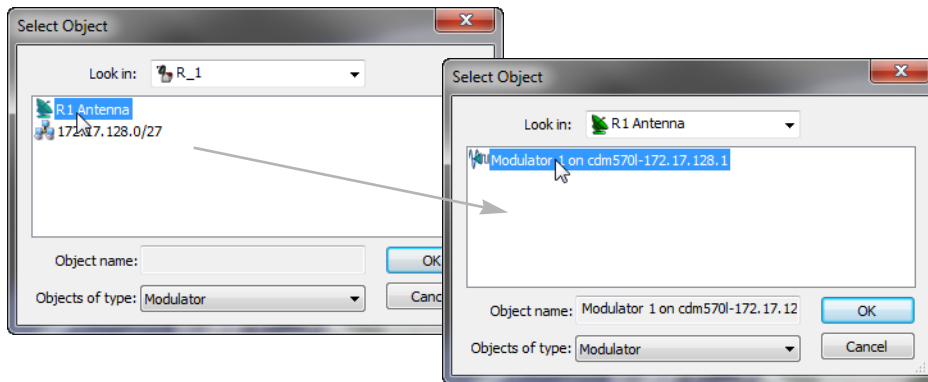 Select Object
Look in: R_1
R1 Antenna
172.17.128.0/27
Object name:
OK
Objects of type: Modulator
Canc
Select Object
Look in: R1 Antenna
Modulator 1 on cdm570l-172.17.128.1
Object name: Modulator 1 on cdm570l-172.17.12
OK
Objects of type: Modulator
Cancel